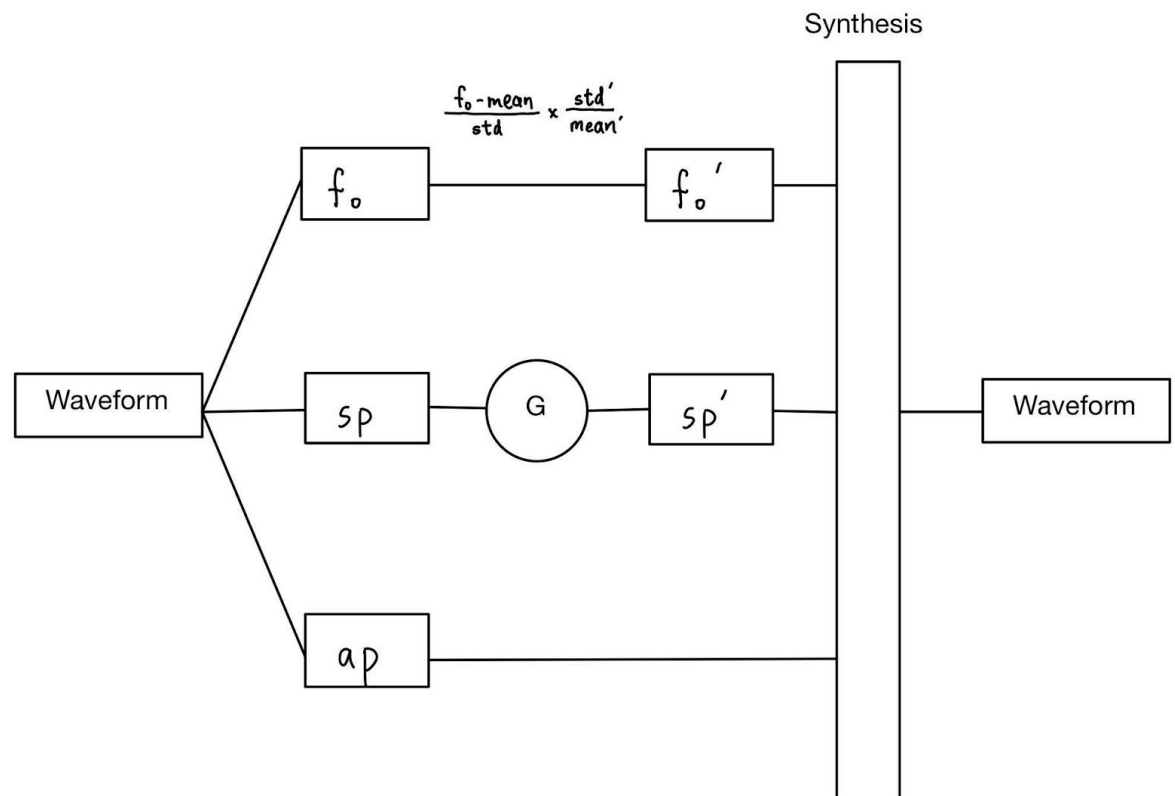 Synthesis
f₀-mean / std × std′ / mean′
f₀
f₀′
Waveform
sp
G
sp′
Waveform
ap